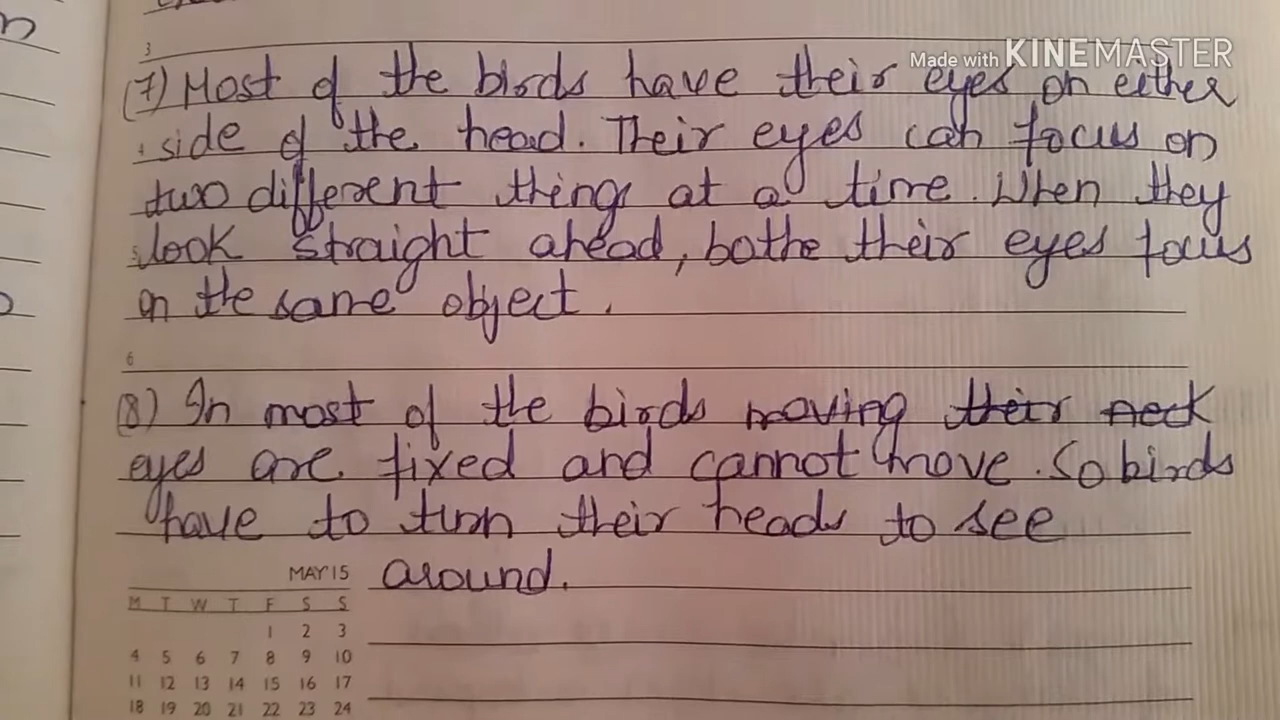 Made with KINEMASTER
3
(7) Most of the birds have their eyes on either
side of the head. Their eyes can focus on
two different things at a time. When they
look straight ahead, bothe their eyes focus
on the same object.
6
(8) In most of the birds moving their neck
eyes are fixed and cannot move. So birds
have to turn their heads to see
around.
MAY 15
M T W T F S S
1 2 3
4 5 6 7 8 9 10
11 12 13 14 15 16 17
18 19 20 21 22 23 24